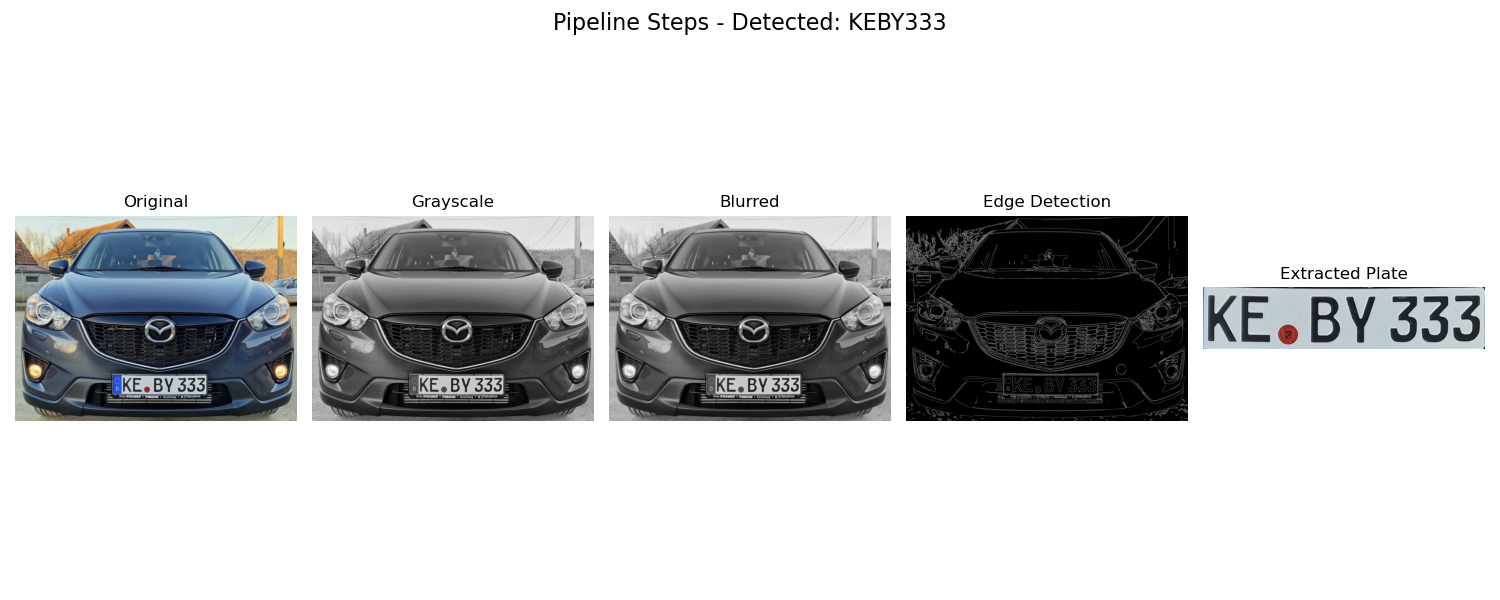 Pipeline Steps - Detected: KEBY333
Original
Grayscale
Blurred
Edge Detection
Extracted Plate
KE BY 333
KE BY 333
KE BY 333
KE BY 333
KE BY 333